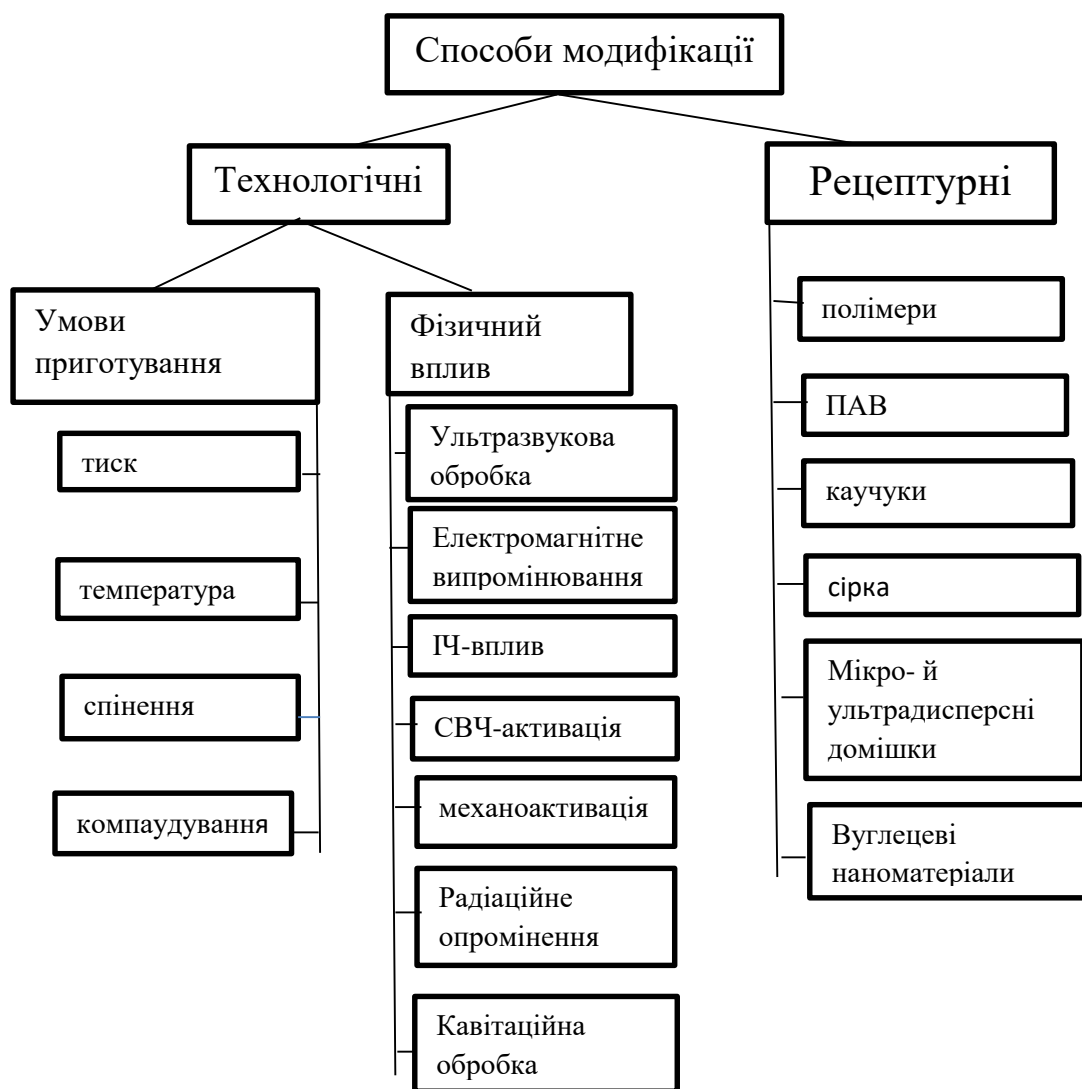 Способи модифікації
Технологічні
Рецептурні
Умови
приготування
тиск
температура
спінення
компаудування
Фізичний
вплив
Ультразвукова
обробка
Електромагнітне
випромінювання
ІЧ-вплив
СВЧ-активація
механоактивація
Радіаційне
опромінення
Кавітаційна
обробка
полімери
ПАВ
каучуки
сірка
Мікро- й
ультрадисперсні
домішки
Вуглецеві
наноматеріали